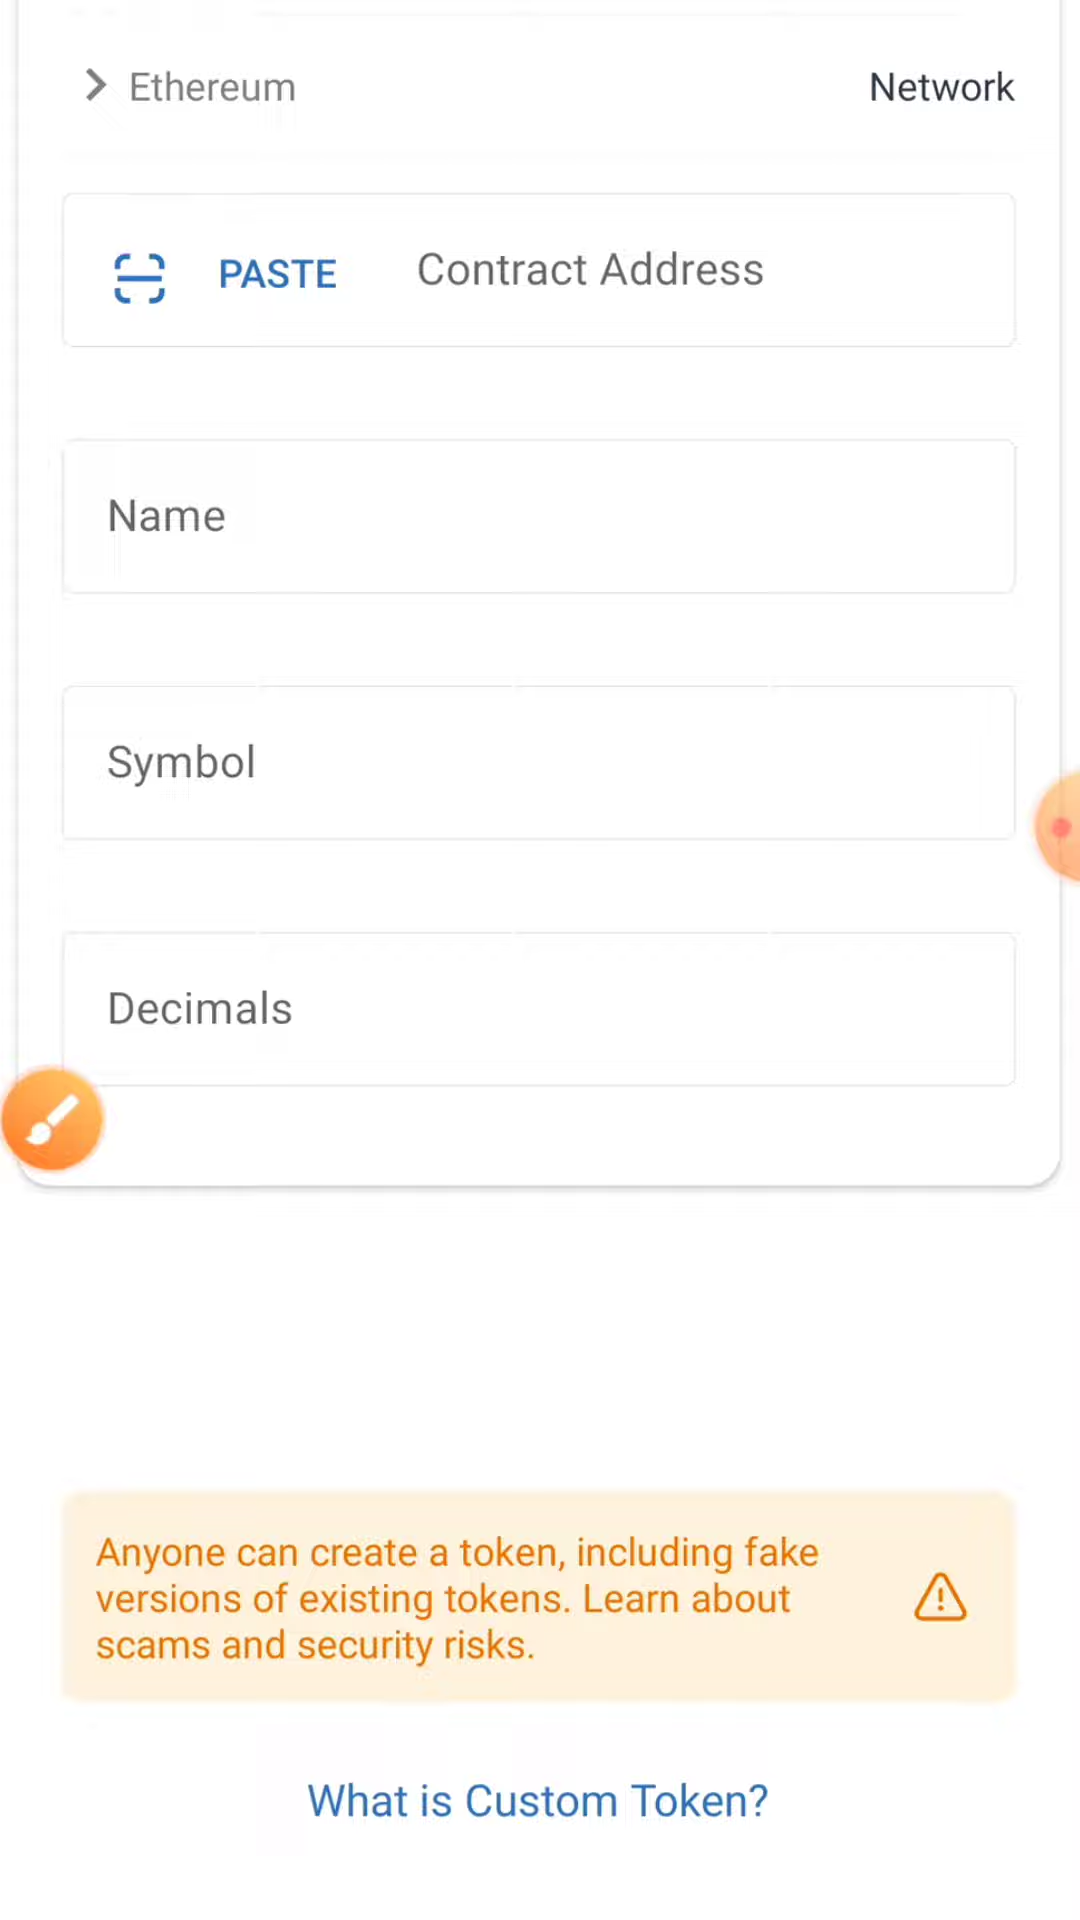 Ethereum Network
PASTE Contract Address
Name
Symbol
Decimals
Anyone can create a token, including fake
versions of existing tokens. Learn about
scams and security risks.
What is Custom Token?